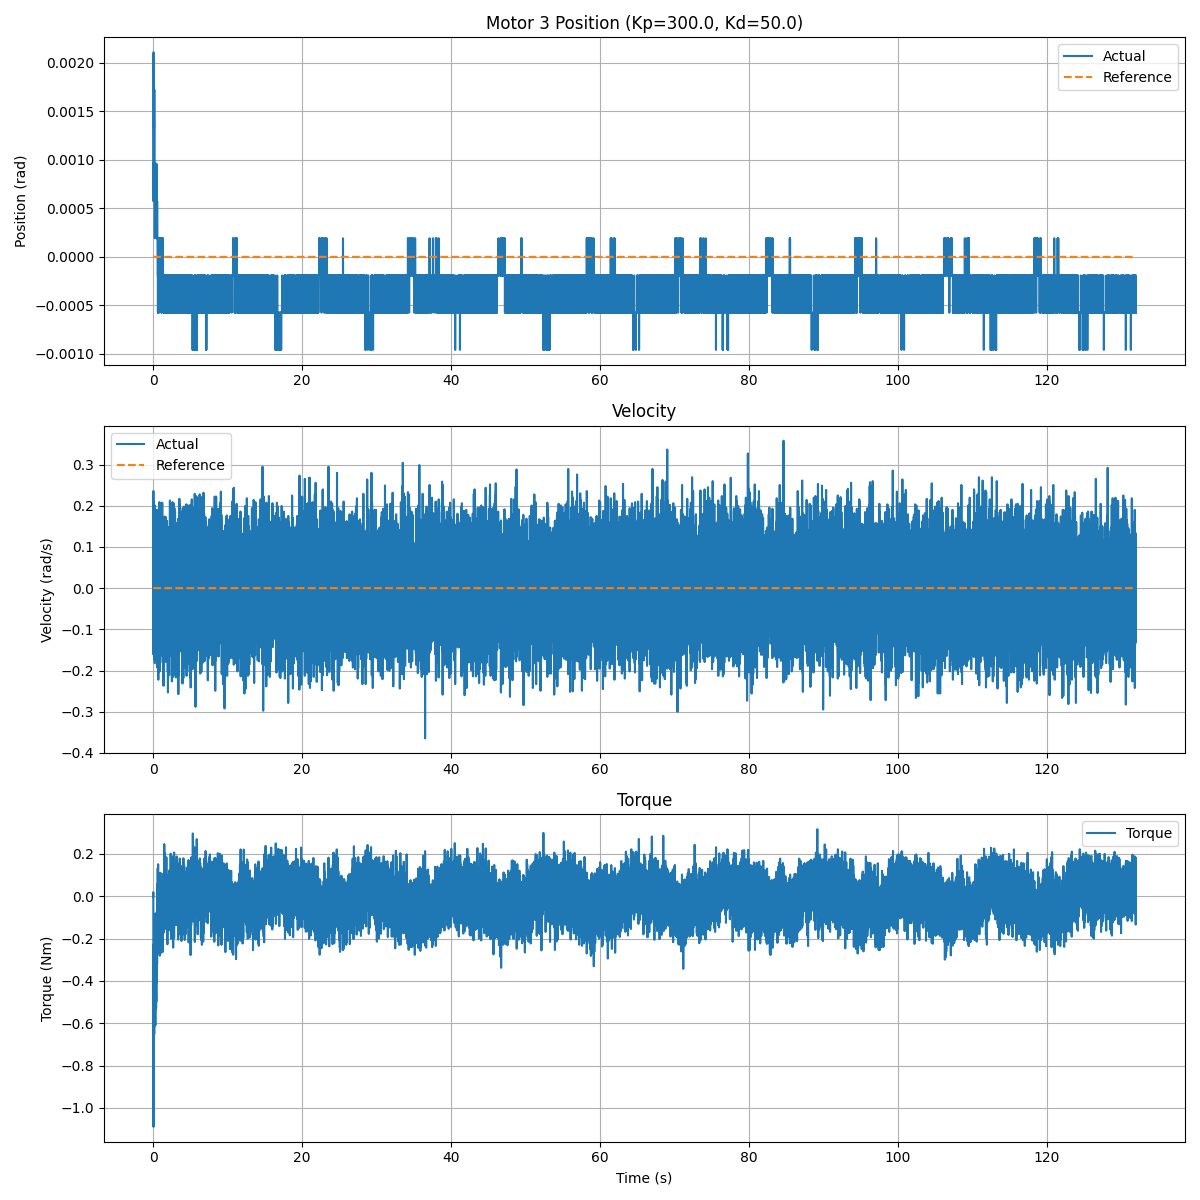 Motor 3 Position (Kp=300.0, Kd=50.0)
Position (rad)
0.0020
0.0015
0.0010
0.0005
0.0000
−0.0005
−0.0010
Actual
Reference
0 20 40 60 80 100 120
Velocity
Velocity (rad/s)
0.3
0.2
0.1
0.0
−0.1
−0.2
−0.3
−0.4
Actual
Reference
0 20 40 60 80 100 120
Torque
Torque (Nm)
0.2
0.0
−0.2
−0.4
−0.6
−0.8
−1.0
Torque
0 20 40 60 80 100 120
Time (s)